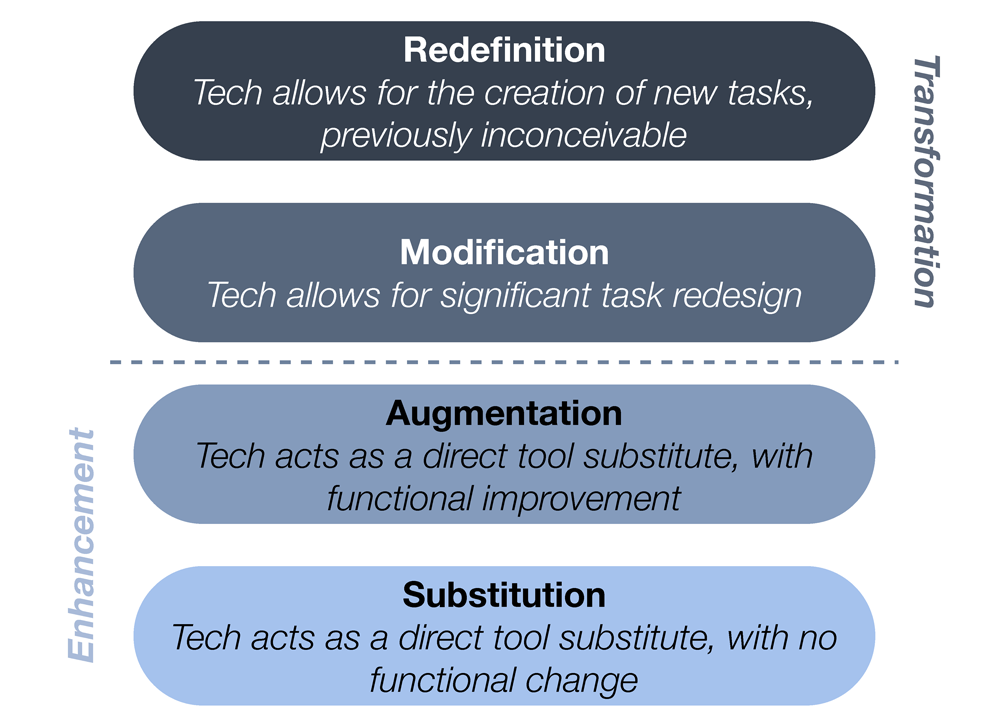 Redefinition
Tech allows for the creation of new tasks,
previously inconceivable
Transformation
Modification
Tech allows for significant task redesign
Augmentation
Tech acts as a direct tool substitute, with
functional improvement
Enhancement
Substitution
Tech acts as a direct tool substitute, with no
functional change